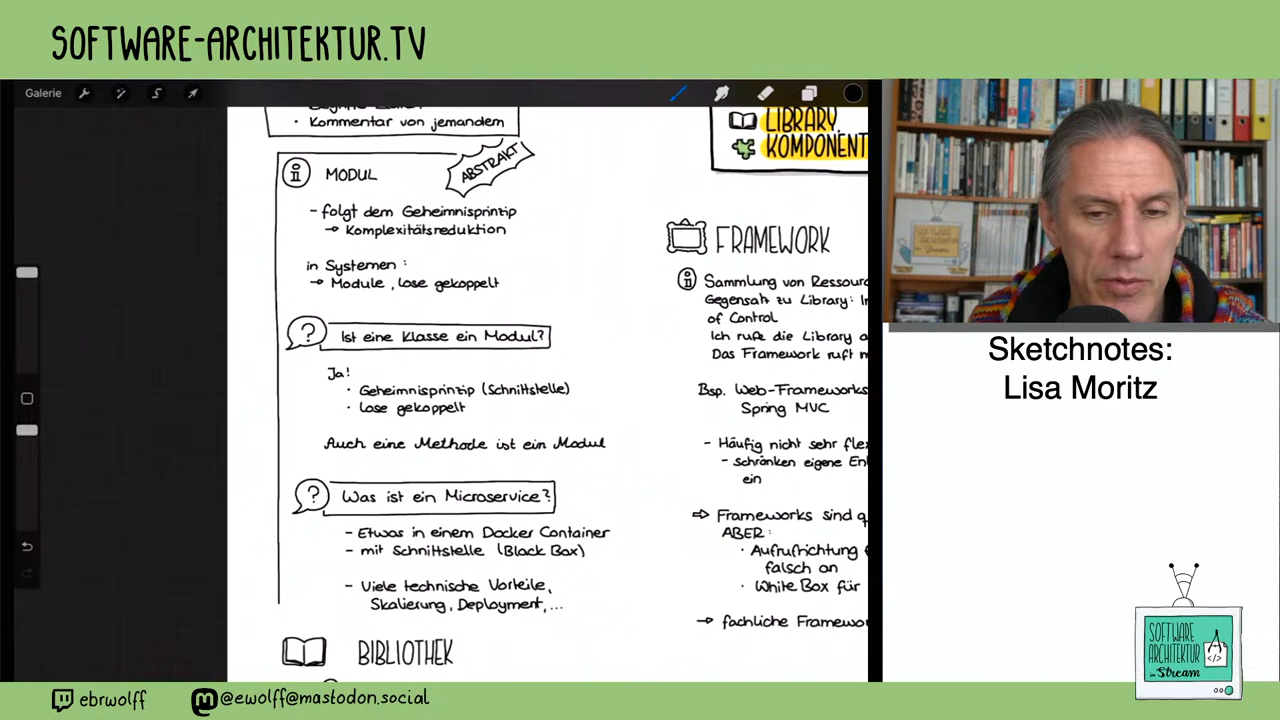 SOFTWARE-ARCHITEKTUR.TV
Galerie
· Kommentar von jemandem
MODUL
ABSTRAKT
- folgt dem Geheimnisprinzip
→ Komplexitätsreduktion
in Systemen:
→ Module, lose gekoppelt
? Ist eine Klasse ein Modul?
Ja!
· Geheimnisprinzip (Schnittstelle)
· lose gekoppelt
Auch eine Methode ist ein Modul
? Was ist ein Microservice?
- Etwas in einem Docker Container
- mit Schnittstelle (Black Box)
- Viele technische Vorteile,
Skalierung, Deployment,...
BIBLIOTHEK
LIBRARY,
KOMPONENT
FRAMEWORK
Sammlung von Ressour
Gegensatz zu Library: I
of Control
Ich rufe die Library a
Das Framework ruft m
Bsp. Web-Frameworks
Spring MVC
- Häufig nicht sehr fle
- schränken eigene En
ein
⇒ Frameworks sind
ABER:
· Aufrufrichtung
falsch an
· White Box für
→ fachliche Framewo
Sketchnotes:
Lisa Moritz
SOFTWARE
ARCHITEKTUR
im Stream
</>
ebrwolff
@ewolff@mastodon.social